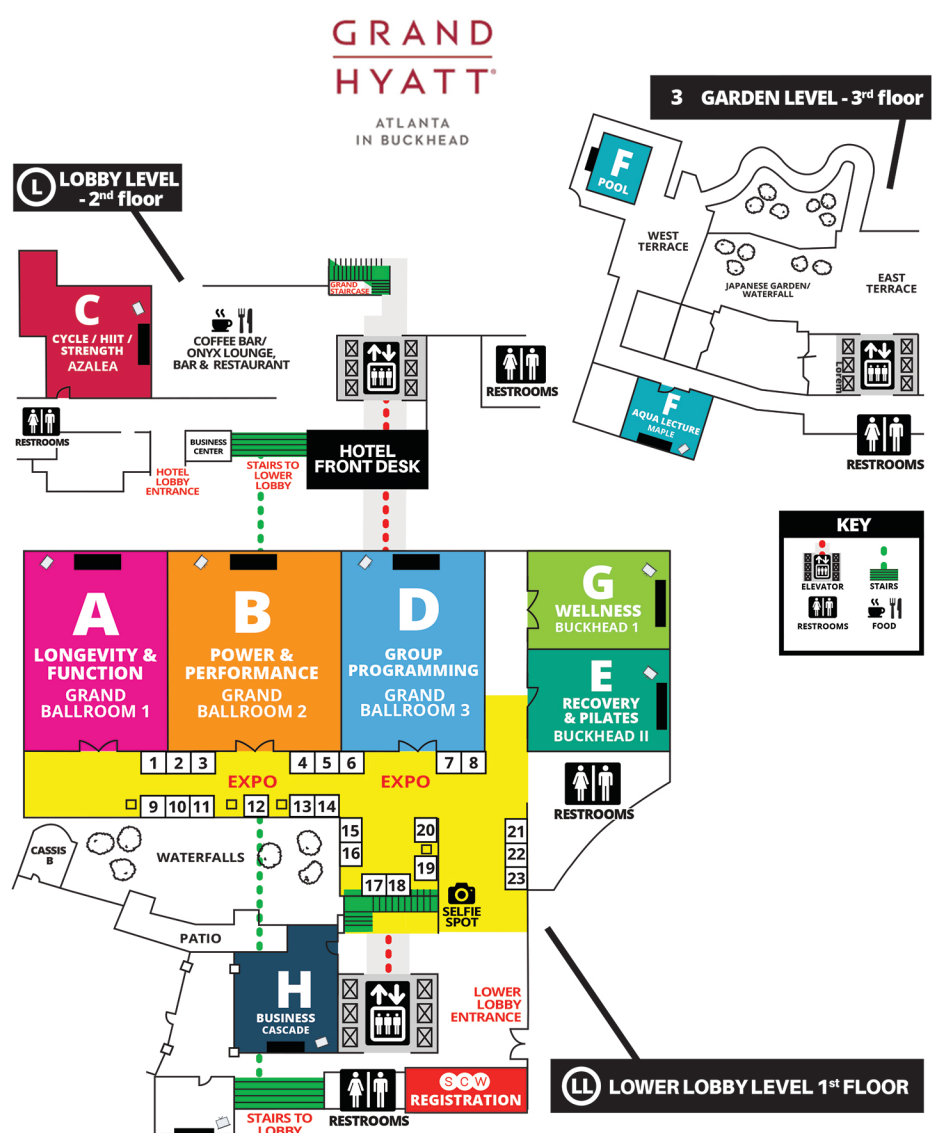 GRAND
HYATT®
ATLANTA
IN BUCKHEAD
3 GARDEN LEVEL - 3rd floor
F
POOL
WEST
TERRACE
JAPANESE GARDEN/
WATERFALL
EAST
TERRACE
Lorem
F
AQUA LECTURE
MAPLE
RESTROOMS
L LOBBY LEVEL
- 2nd floor
GRAND
STAIRCASE
C
CYCLE / HIIT /
STRENGTH
AZALEA
COFFEE BAR/
ONYX LOUNGE,
BAR & RESTAURANT
RESTROOMS
RESTROOMS
BUSINESS
CENTER
HOTEL
LOBBY
ENTRANCE
STAIRS TO
LOWER
LOBBY
HOTEL
FRONT DESK
KEY
ELEVATOR
STAIRS
RESTROOMS
FOOD
A
LONGEVITY &
FUNCTION
GRAND
BALLROOM 1
B
POWER &
PERFORMANCE
GRAND
BALLROOM 2
D
GROUP
PROGRAMMING
GRAND
BALLROOM 3
G
WELLNESS
BUCKHEAD 1
E
RECOVERY
& PILATES
BUCKHEAD II
1 2 3 4 5 6 7 8
EXPO EXPO
9 10 11 12 13 14
RESTROOMS
15 20 21
16 22
19
17 18 23
CASSIS
B
WATERFALLS
SELFIE
SPOT
PATIO
H
BUSINESS
CASCADE
LOWER
LOBBY
ENTRANCE
LL LOWER LOBBY LEVEL 1st FLOOR
SCW
REGISTRATION
RESTROOMS
STAIRS TO
LOBBY